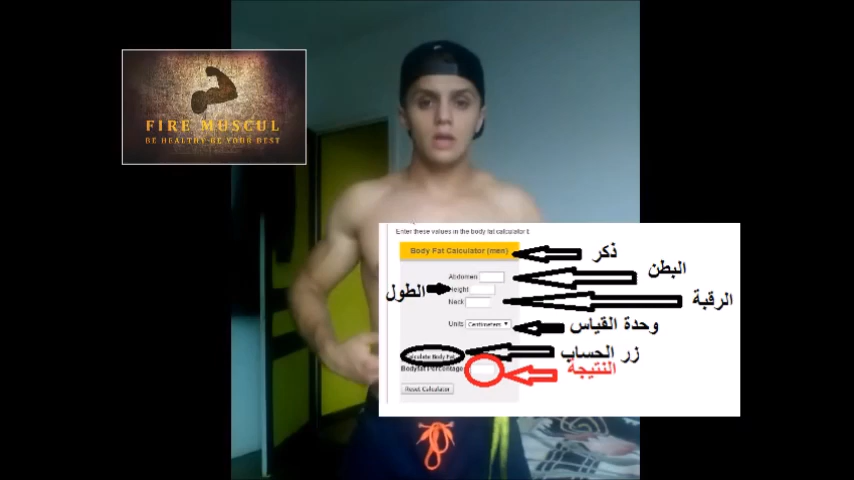 FIRE MUSCUL
BE HEALTHY BE YOUR BEST
Enter these values in the body fat calculator
Body Fat Calculator (men)
ذكر
Abdomen
البطن
Height
الطول
Neck
الرقبة
Units Centimeters
وحدة القياس
Calculate Body Fat
زر الحساب
Bodyfat Percentage
النتيجة
Reset Calculator